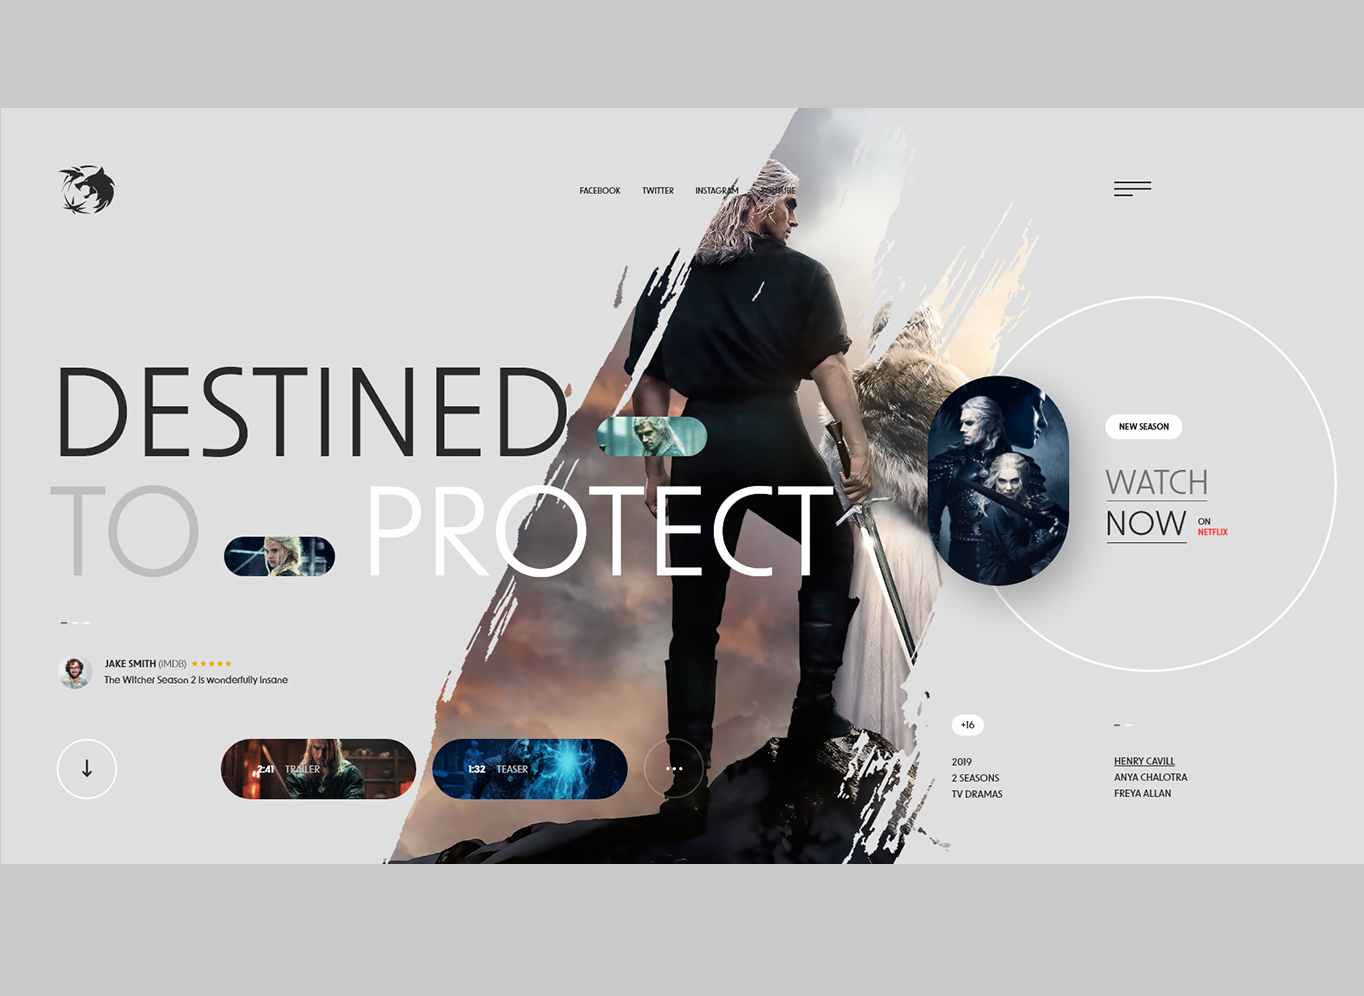 FACEBOOK TWITTER INSTAGRAM YOUTUBE
DESTINED
TO PROTECT
NEW SEASON
WATCH
NOW ON
NETFLIX
JAKE SMITH (IMDB)
The Witcher Season 2 is wonderfully insane
2:41 TRAILER
1:32 TEASER
+16
2019
2 SEASONS
TV DRAMAS
HENRY CAVILL
ANYA CHALOTRA
FREYA ALLAN